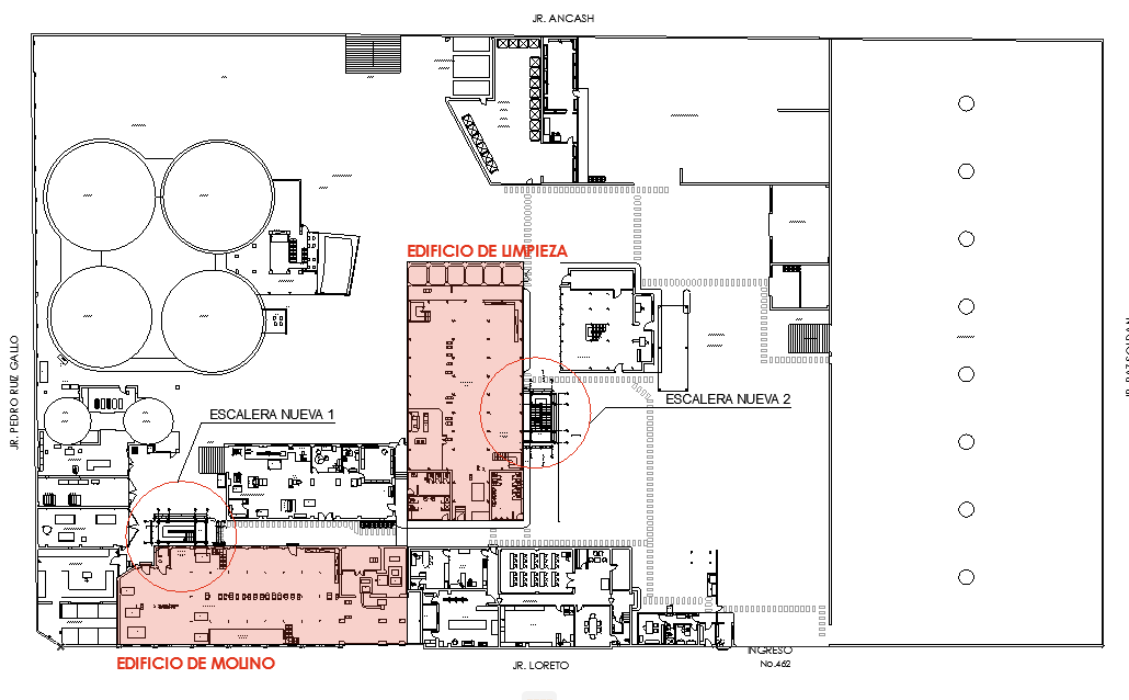 JR. ANCASH
EDIFICIO DE LIMPIEZA
JR. PEDRO RUIZ GALLO
ESCALERA NUEVA 1
ESCALERA NUEVA 2
EDIFICIO DE MOLINO
JR. LORETO
INGRESO
No.462